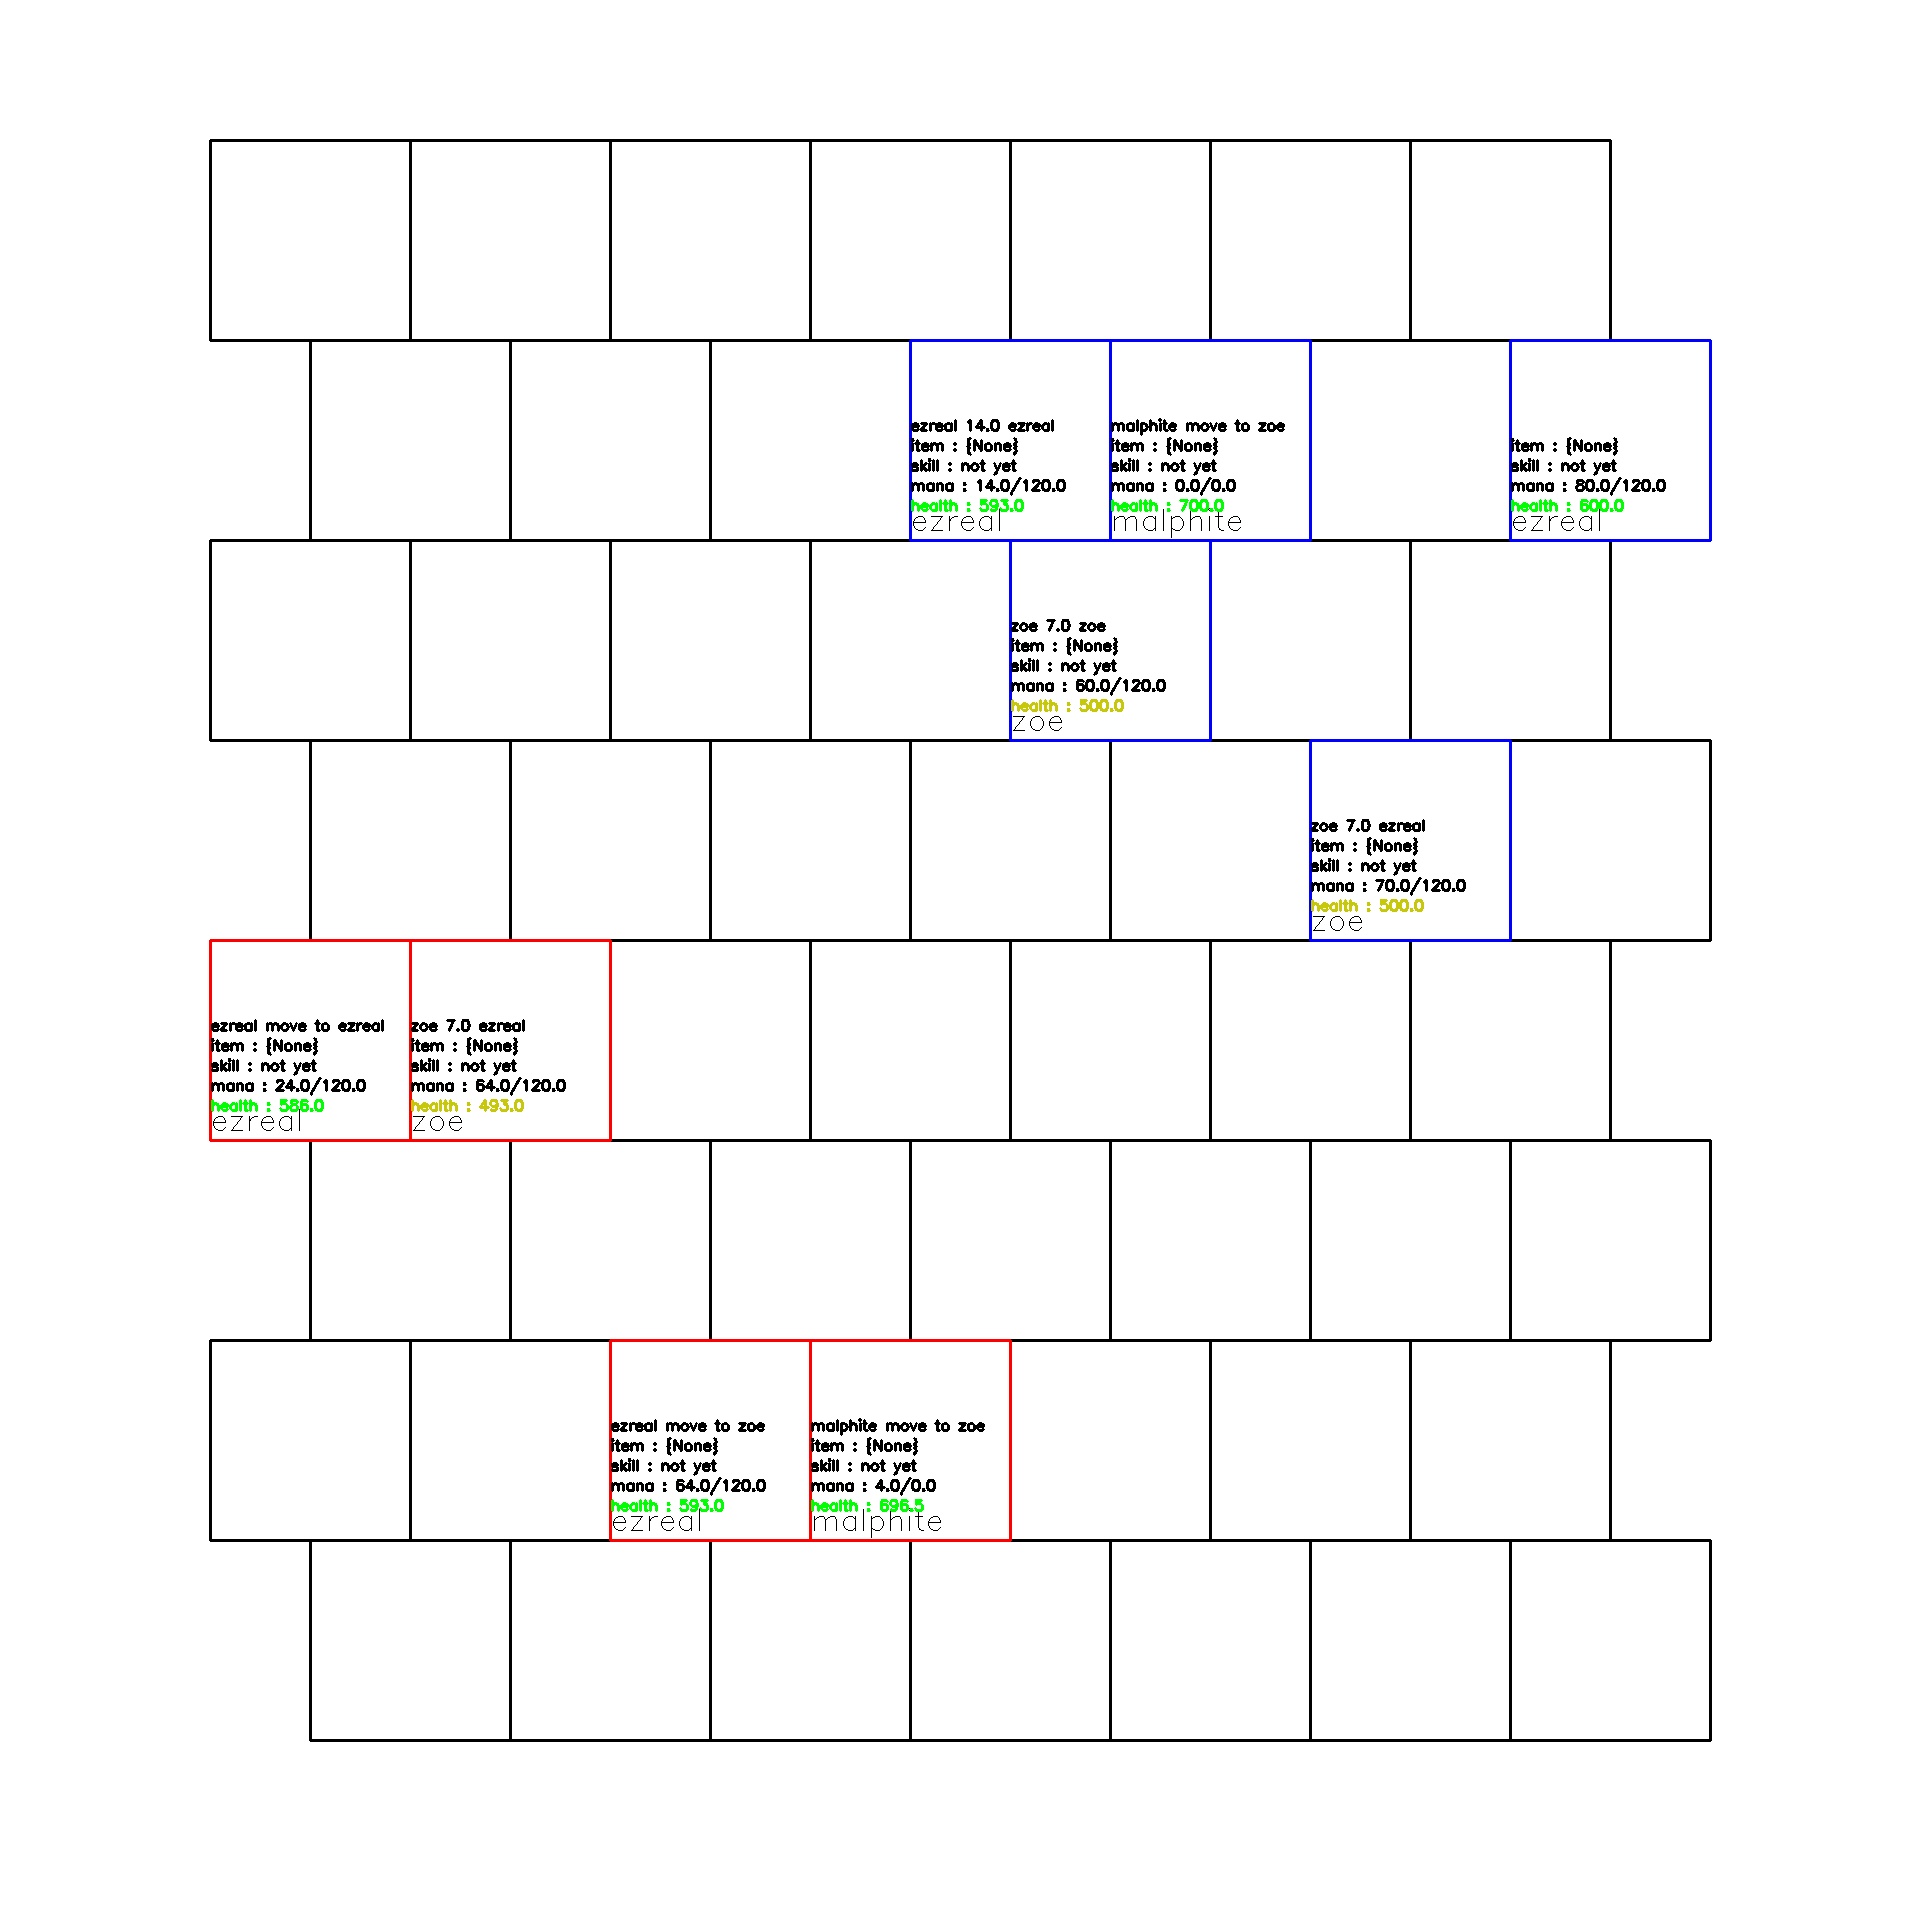 ezreal 14.0 ezreal
item : {None}
skill : not yet
mana : 14.0/120.0
health : 593.0
ezreal
malphite move to zoe
item : {None}
skill : not yet
mana : 0.0/0.0
health : 700.0
malphite
item : {None}
skill : not yet
mana : 80.0/120.0
health : 600.0
ezreal
zoe 7.0 zoe
item : {None}
skill : not yet
mana : 60.0/120.0
health : 500.0
zoe
zoe 7.0 ezreal
item : {None}
skill : not yet
mana : 70.0/120.0
health : 500.0
zoe
ezreal move to ezreal
item : {None}
skill : not yet
mana : 24.0/120.0
health : 586.0
ezreal
zoe 7.0 ezreal
item : {None}
skill : not yet
mana : 64.0/120.0
health : 493.0
zoe
ezreal move to zoe
item : {None}
skill : not yet
mana : 64.0/120.0
health : 593.0
ezreal
malphite move to zoe
item : {None}
skill : not yet
mana : 4.0/0.0
health : 696.5
malphite